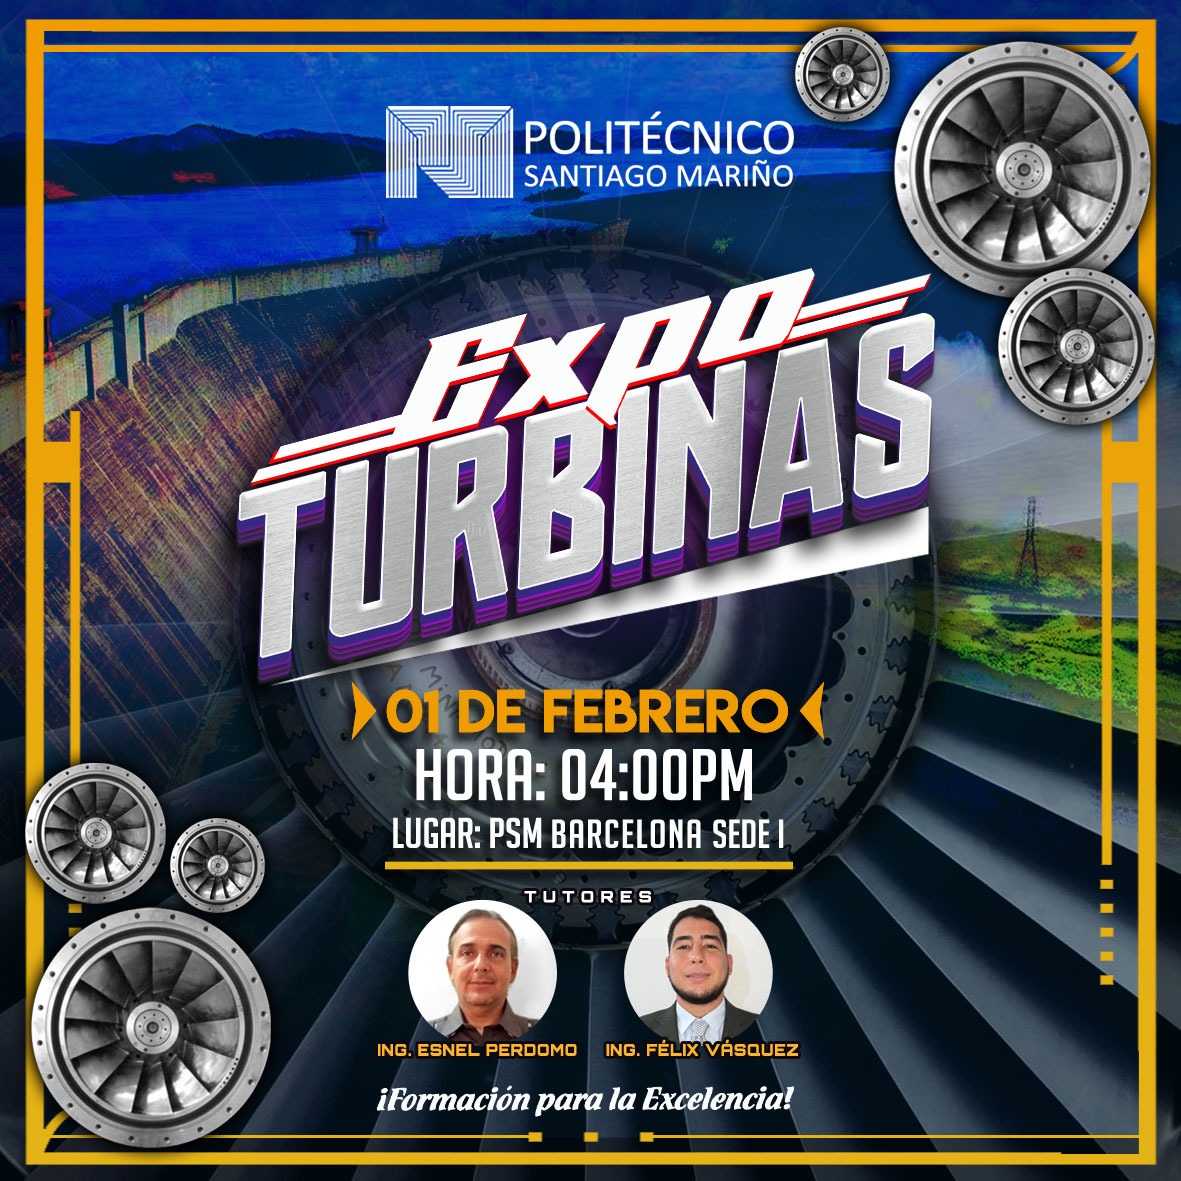 POLITÉCNICO
SANTIAGO MARIÑO
Expo
TURBINAS
01 DE FEBRERO
HORA: 04:00PM
LUGAR: PSM BARCELONA SEDE I
TUTORES
ING. ESNEL PERDOMO
ING. FÉLIX VÁSQUEZ
¡Formación para la Excelencia!